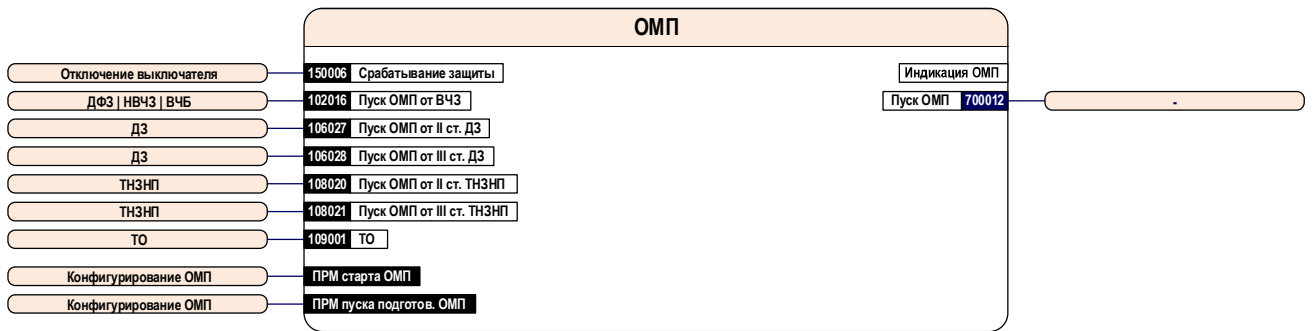 ОМП
Отключение выключателя 150006 Срабатывание защиты Индикация ОМП
ДФЗ | НВЧЗ | ВЧБ 102016 Пуск ОМП от ВЧЗ Пуск ОМП 700012 -
ДЗ 106027 Пуск ОМП от II ст. ДЗ
ДЗ 106028 Пуск ОМП от III ст. ДЗ
ТНЗНП 108020 Пуск ОМП от II ст. ТНЗНП
ТНЗНП 108021 Пуск ОМП от III ст. ТНЗНП
ТО 109001 ТО
Конфигурирование ОМП ПРМ старта ОМП
Конфигурирование ОМП ПРМ пуска подготов. ОМП